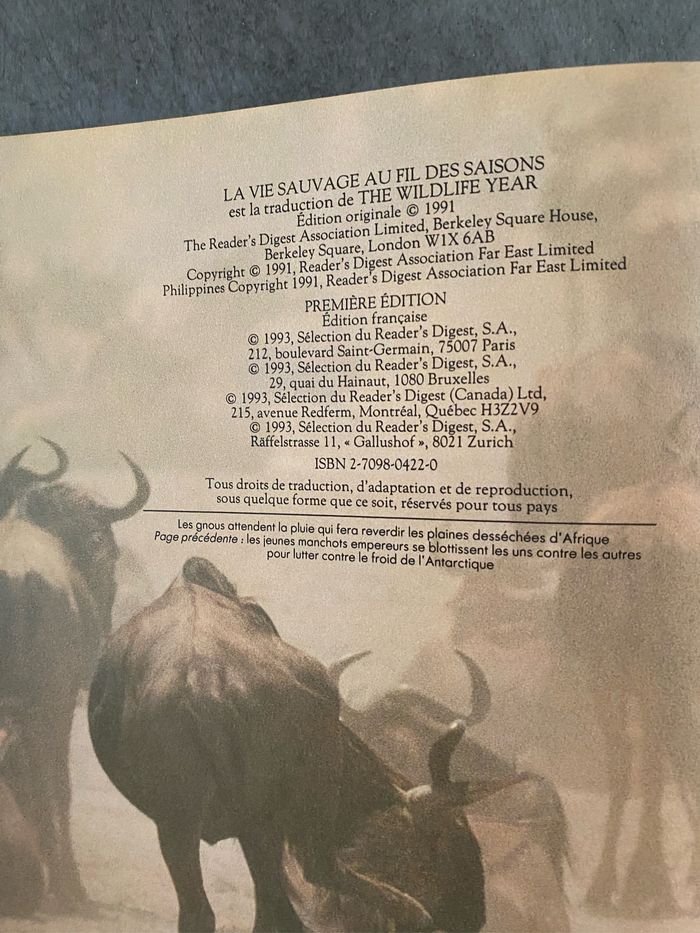 LA VIE SAUVAGE AU FIL DES SAISONS
est la traduction de THE WILDLIFE YEAR
Édition originale © 1991
The Reader's Digest Association Limited, Berkeley Square House,
Berkeley Square, London W1X 6AB
Copyright © 1991, Reader's Digest Association Far East Limited
Philippines Copyright 1991, Reader's Digest Association Far East Limited
PREMIÈRE ÉDITION
Édition française
© 1993, Sélection du Reader's Digest, S.A.,
212, boulevard Saint-Germain, 75007 Paris
© 1993, Sélection du Reader's Digest, S.A.,
29, quai du Hainaut, 1080 Bruxelles
© 1993, Sélection du Reader's Digest (Canada) Ltd,
215, avenue Redferm, Montréal, Québec H3Z2V9
© 1993, Sélection du Reader's Digest, S.A.,
Räffelstrasse 11, « Gallushof », 8021 Zurich
ISBN 2-7098-0422-0
Tous droits de traduction, d'adaptation et de reproduction,
sous quelque forme que ce soit, réservés pour tous pays
Les gnous attendent la pluie qui fera reverdir les plaines desséchées d'Afrique
Page précédente : les jeunes manchots empereurs se blottissent les uns contre les autres
pour lutter contre le froid de l'Antarctique